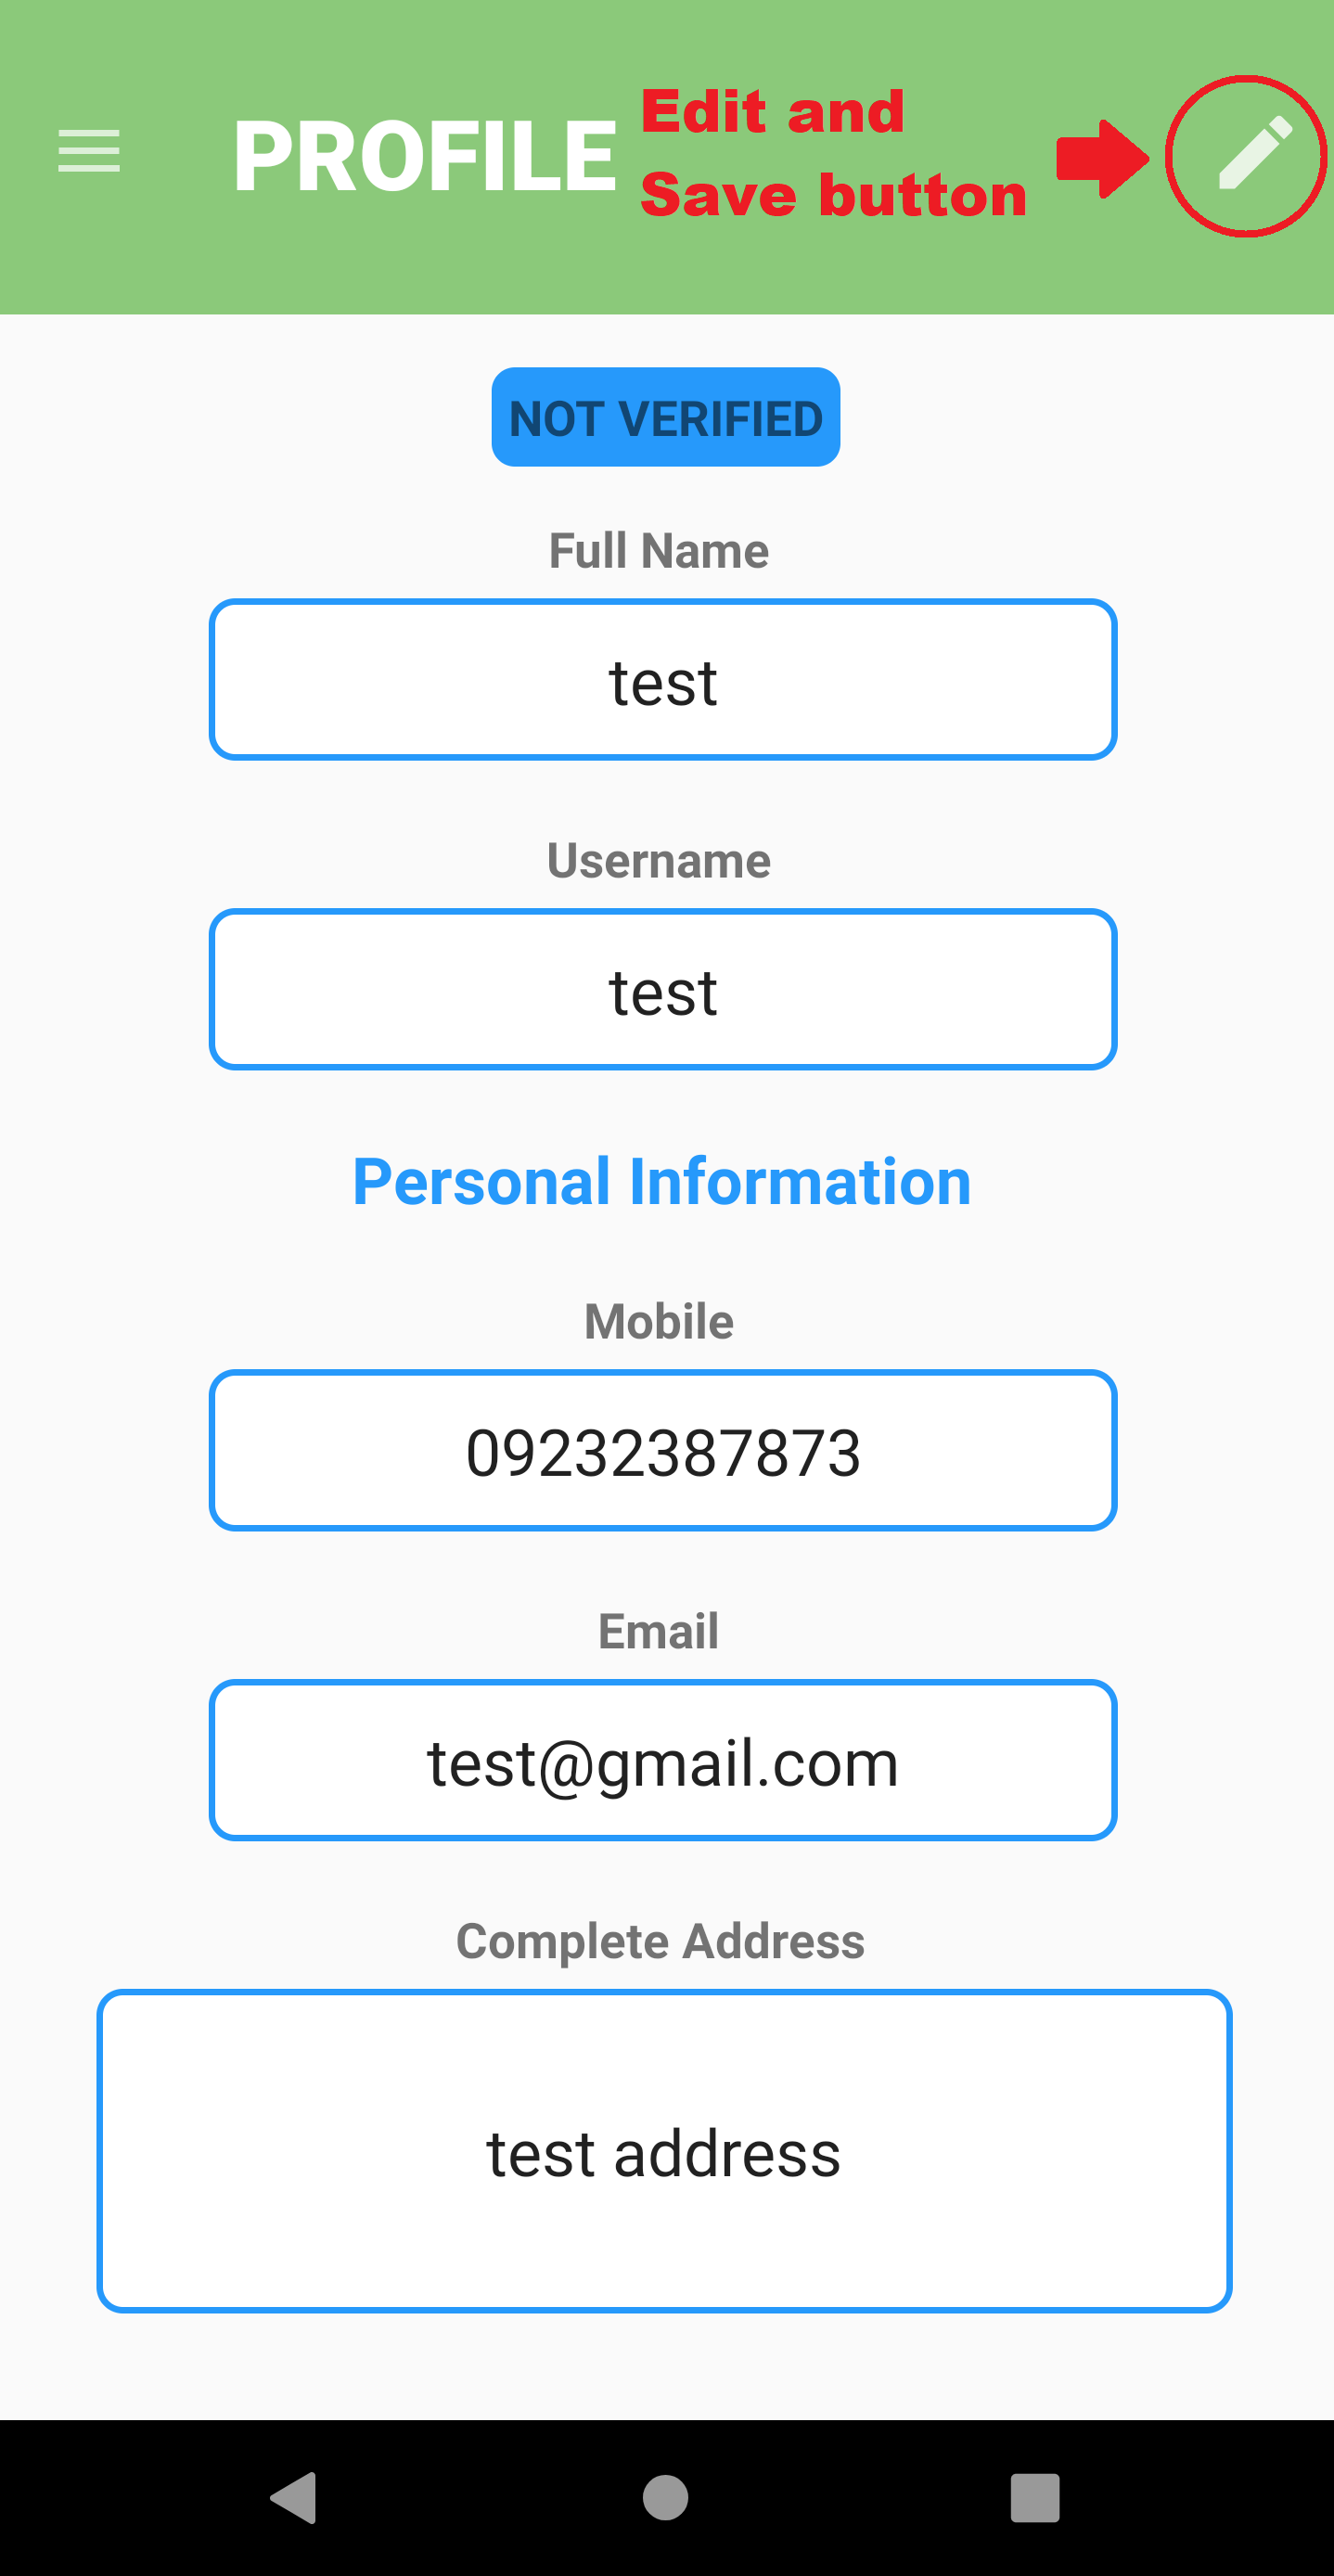 PROFILE
Edit and
Save button
NOT VERIFIED
Full Name
test
Username
test
Personal Information
Mobile
09232387873
Email
test@gmail.com
Complete Address
test address